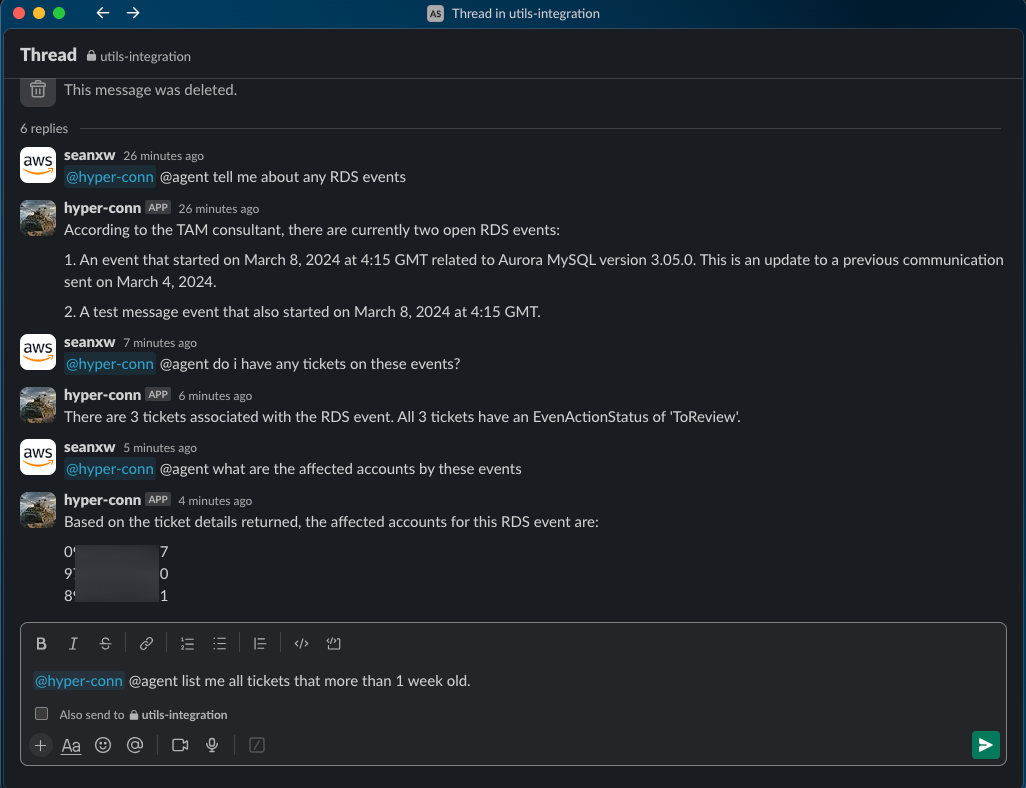 AS Thread in utils-integration
Thread utils-integration
This message was deleted.
6 replies
aws
seanxw 26 minutes ago
@hyper-conn @agent tell me about any RDS events
hyper-conn APP 26 minutes ago
According to the TAM consultant, there are currently two open RDS events:
1. An event that started on March 8, 2024 at 4:15 GMT related to Aurora MySQL version 3.05.0. This is an update to a previous communication
sent on March 4, 2024.
2. A test message event that also started on March 8, 2024 at 4:15 GMT.
aws
seanxw 7 minutes ago
@hyper-conn @agent do i have any tickets on these events?
hyper-conn APP 6 minutes ago
There are 3 tickets associated with the RDS event. All 3 tickets have an EvenActionStatus of 'ToReview'.
aws
seanxw 5 minutes ago
@hyper-conn @agent what are the affected accounts by these events
hyper-conn APP 4 minutes ago
Based on the ticket details returned, the affected accounts for this RDS event are:
0 7
9 0
8 1
B I S
@hyper-conn @agent list me all tickets that more than 1 week old.
Also send to utils-integration
Aa